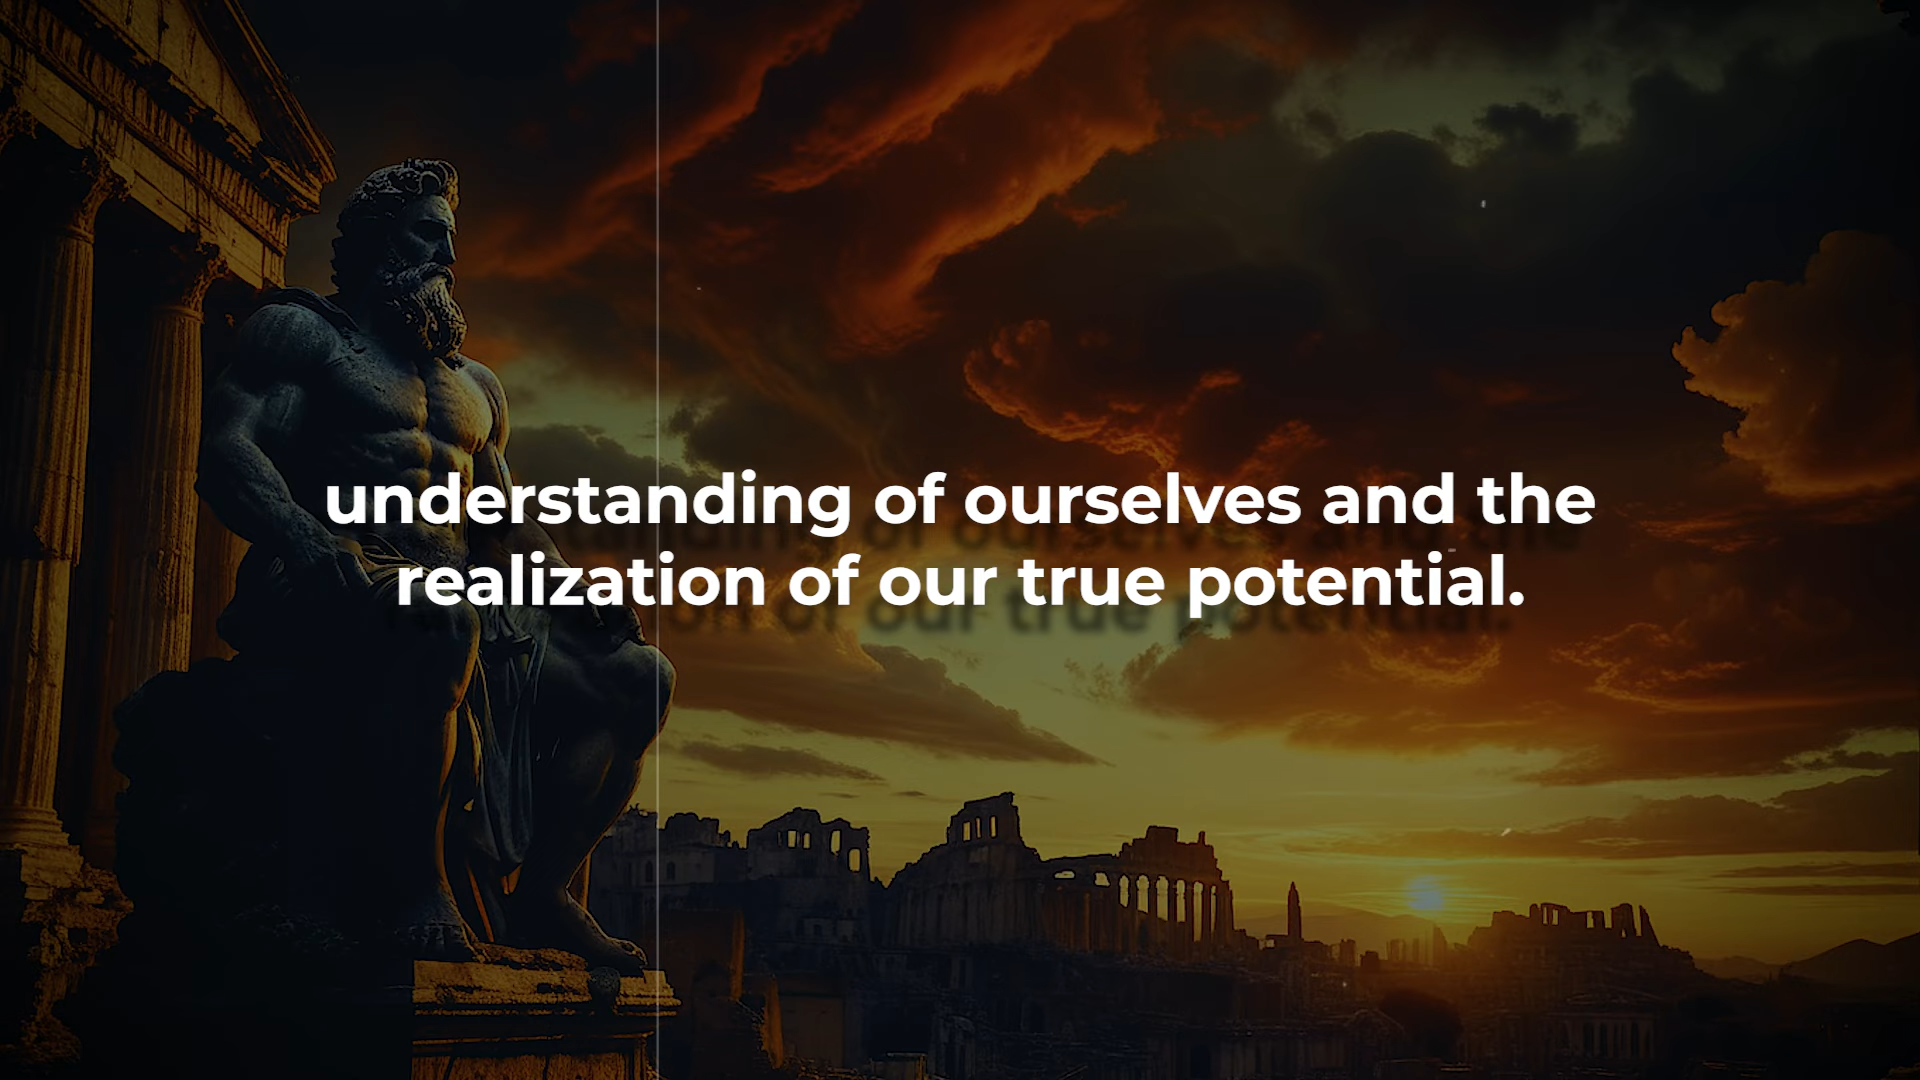 understanding of ourselves and the
realization of our true potential.